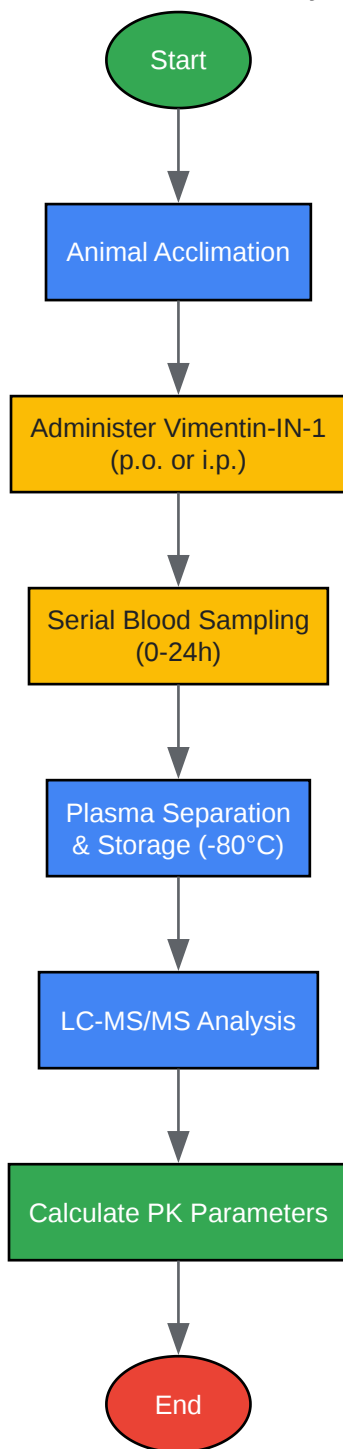 Start
Animal Acclimation
Administer Vimentin-IN-1
(p.o. or i.p.)
Serial Blood Sampling
(0-24h)
Plasma Separation
& Storage (-80°C)
LC-MS/MS Analysis
Calculate PK Parameters
End